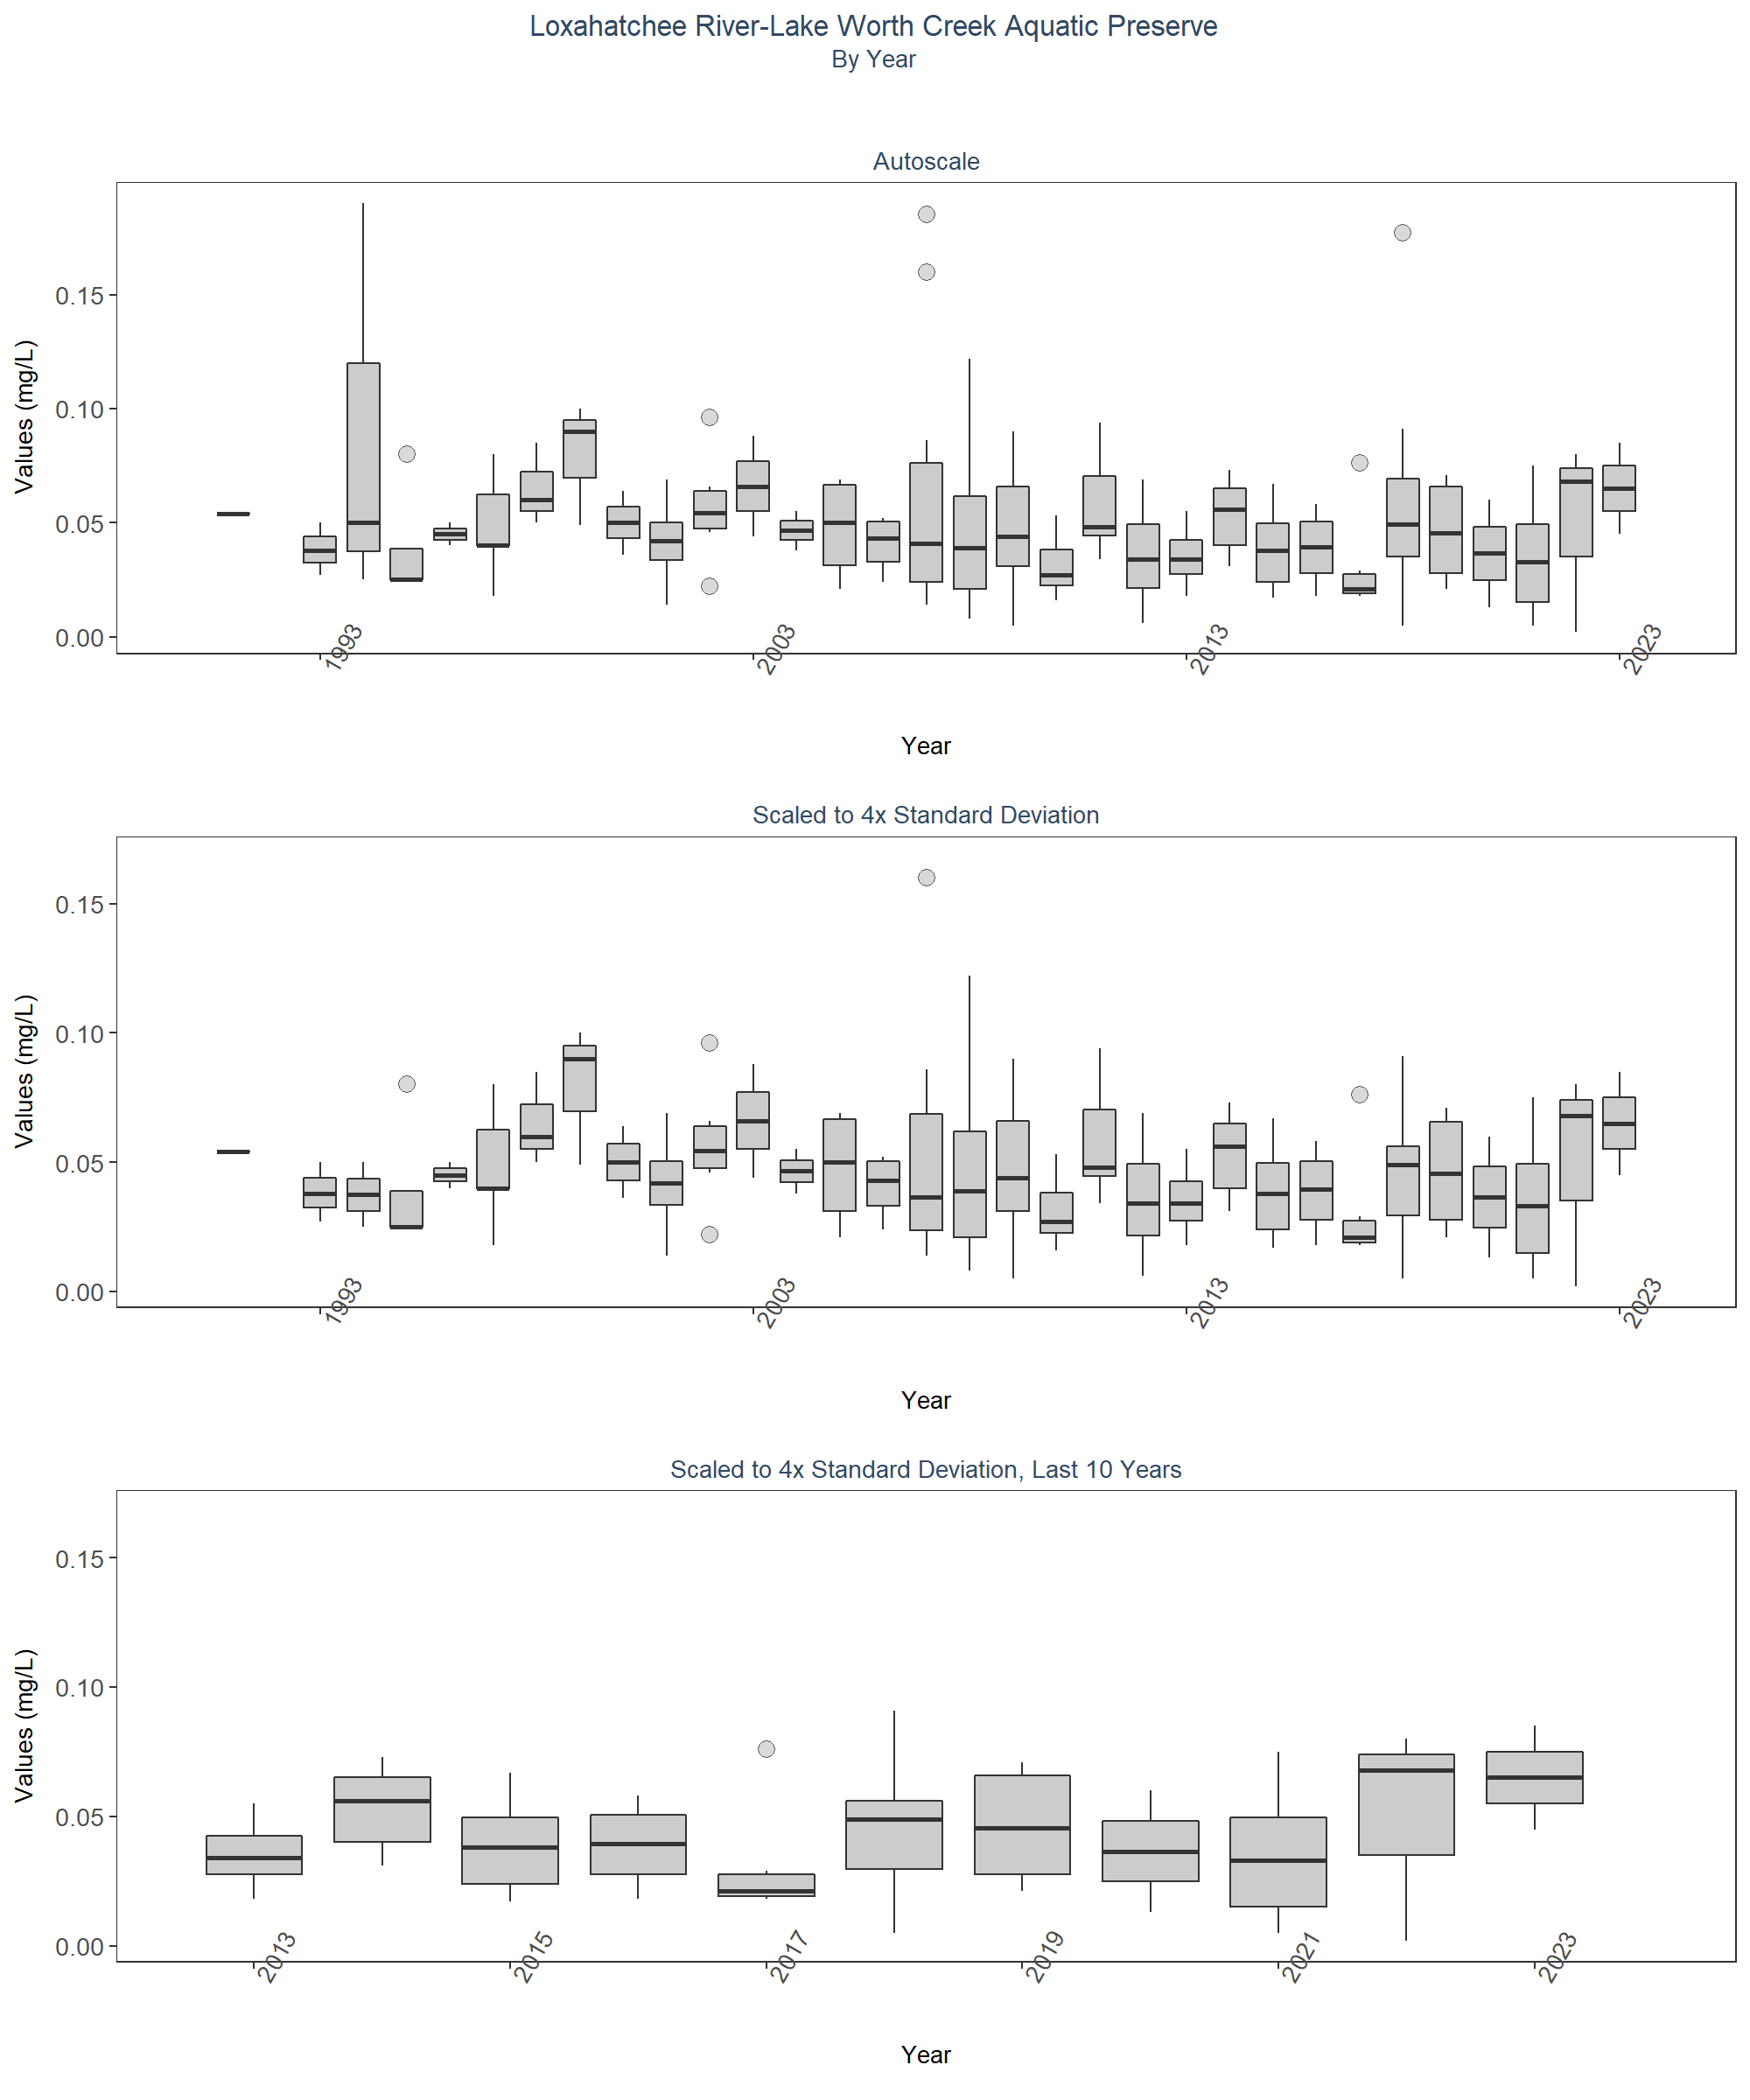 Loxahatchee River-Lake Worth Creek Aquatic Preserve
By Year
Autoscale
Values (mg/L)
0.15
0.10
0.05
0.00
1993 2003 2013 2023
Year
Scaled to 4x Standard Deviation
Values (mg/L)
0.15
0.10
0.05
0.00
1993 2003 2013 2023
Year
Scaled to 4x Standard Deviation, Last 10 Years
Values (mg/L)
0.15
0.10
0.05
0.00
2013 2015 2017 2019 2021 2023
Year